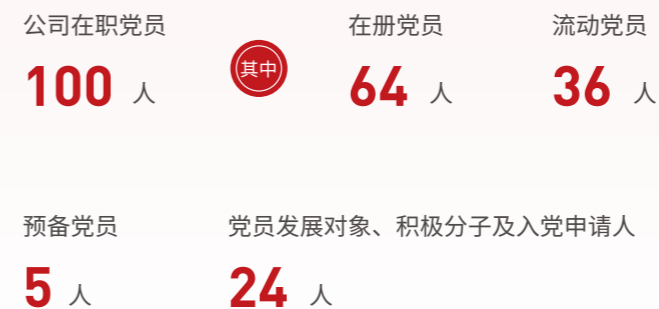 公司在职党员 在册党员 流动党员
100 人 其中 64 人 36 人
预备党员 党员发展对象、积极分子及入党申请人
5 人 24 人